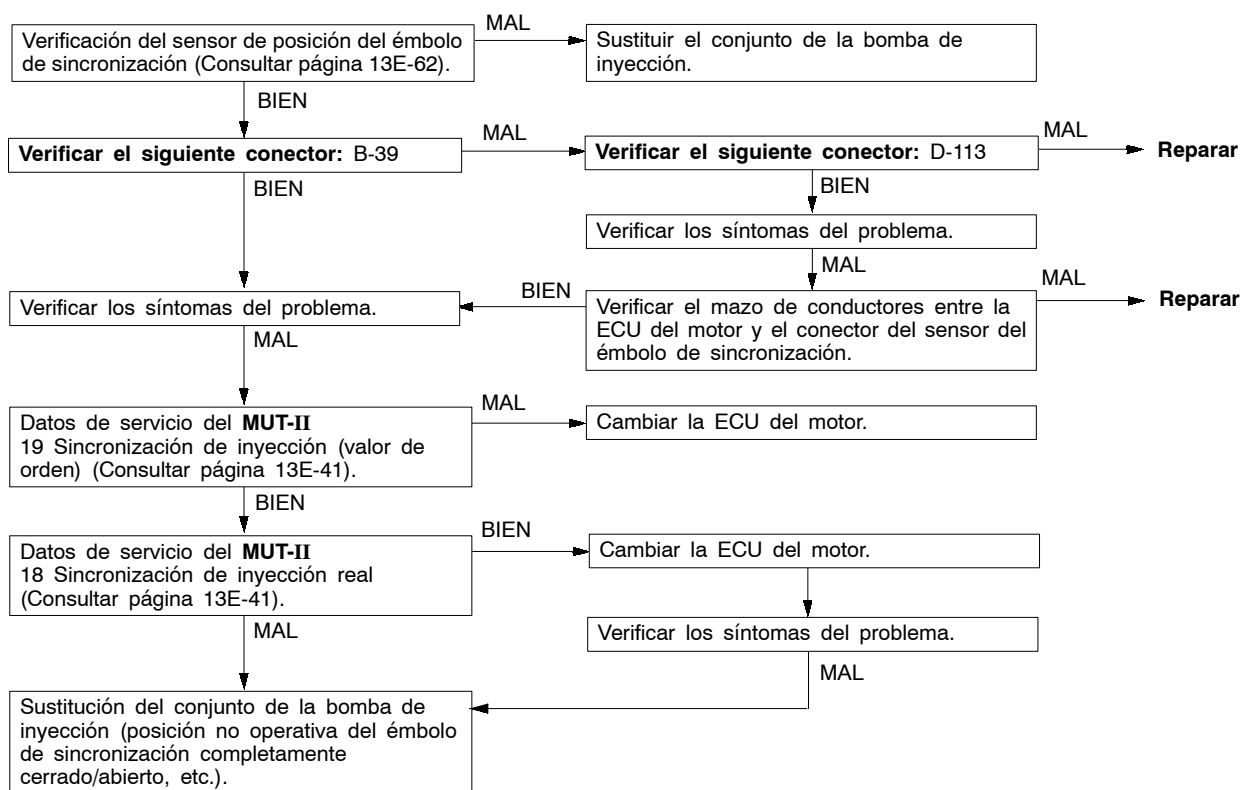 Verificación del sensor de posición del émbolo
de sincronización (Consultar página 13E-62).
MAL
Sustituir el conjunto de la bomba de
inyección.
BIEN
Verificar el siguiente conector: B-39
MAL
Verificar el siguiente conector: D-113
MAL
Reparar
BIEN
BIEN
Verificar los síntomas del problema.
MAL
Verificar los síntomas del problema.
BIEN
Verificar el mazo de conductores entre la
ECU del motor y el conector del sensor del
émbolo de sincronización.
MAL
Reparar
MAL
Datos de servicio del MUT-II
19 Sincronización de inyección (valor de
orden) (Consultar página 13E-41).
MAL
Cambiar la ECU del motor.
BIEN
Datos de servicio del MUT-II
18 Sincronización de inyección real
(Consultar página 13E-41).
BIEN
Cambiar la ECU del motor.
Verificar los síntomas del problema.
MAL
MAL
Sustitución del conjunto de la bomba de
inyección (posición no operativa del émbolo
de sincronización completamente
cerrado/abierto, etc.).